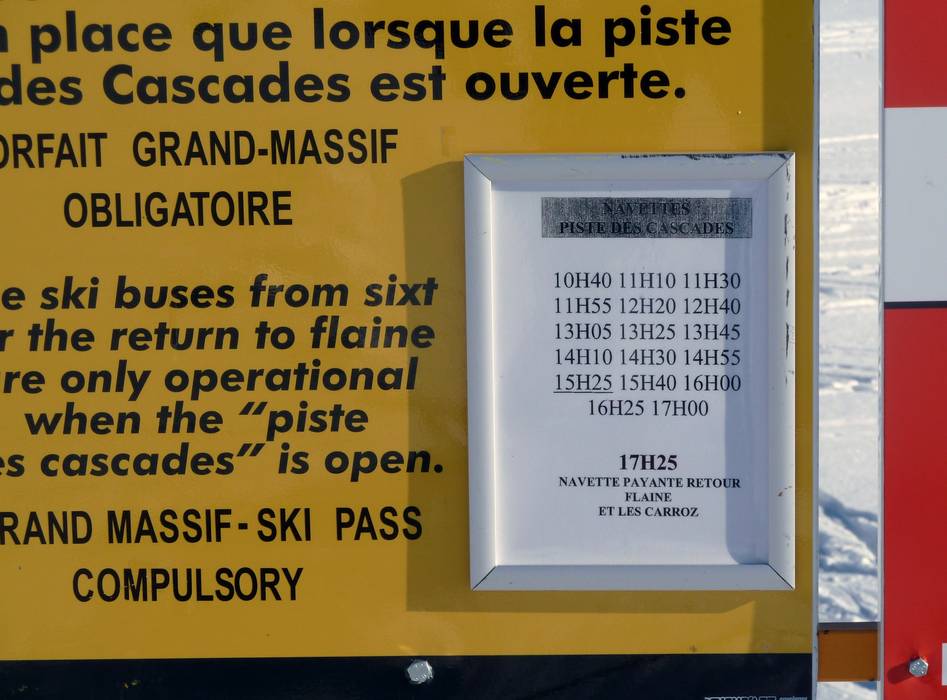 place que lorsque la piste
des Cascades est ouverte.
ORFAIT GRAND-MASSIF
OBLIGATOIRE
e ski buses from sixt
r the return to flaine
re only operational
when the “piste
es cascades” is open.
RAND MASSIF - SKI PASS
COMPULSORY
NAVETTES
PISTE DES CASCADES
10H40 11H10 11H30
11H55 12H20 12H40
13H05 13H25 13H45
14H10 14H30 14H55
15H25 15H40 16H00
16H25 17H00
17H25
NAVETTE PAYANTE RETOUR
FLAINE
ET LES CARROZ